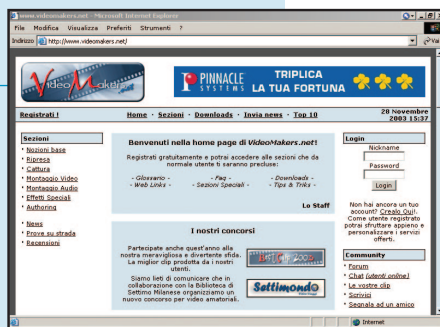 www.videomakers.net - Microsoft Internet Explorer
File Modifica Visualizza Preferiti Strumenti ?
Indirizzo http://www.videomakers.net/ Vai
VideoMakers.net
PINNACLE SYSTEMS
TRIPLICA
LA TUA FORTUNA
Registrati !
Home · Sezioni · Downloads · Invia news · Top 10
28 Novembre
2003 15:37
Sezioni
· Nozioni base
· Ripresa
· Cattura
· Montaggio Video
· Montaggio Audio
· Effetti Speciali
· Authoring
· News
· Prove su strada
· Recensioni
Benvenuti nella home page di VideoMakers.net!
Registrati gratuitamente e potrai accedere alle sezioni che da
normale utente ti saranno precluse:
- Glossario - - Faq - - Downloads -
- Web Links - - Sezioni Speciali - - Tips & Triks -
Lo Staff
I nostri concorsi
Partecipate anche quest'anno alla
nostra meravigliosa e divertente sfida.
La miglior clip prodotta da i nostri
utenti.
Siamo lieti di comunicare che in
collaborazione con la Biblioteca di
Settimo Milanese organizziamo un
nuovo concorso per video amatoriali.
Best Clip 2003
Settimondo
Login
Nickname
Password
Login
Non hai ancora un tuo
account? Crealo Qui!.
Come utente registrato
potrai sfruttare appieno e
personalizzare i servizi
offerti.
Community
· Forum
· Chat (utenti online)
· Le vostre clip
· Scrivici
· Segnala ad un amico
Internet